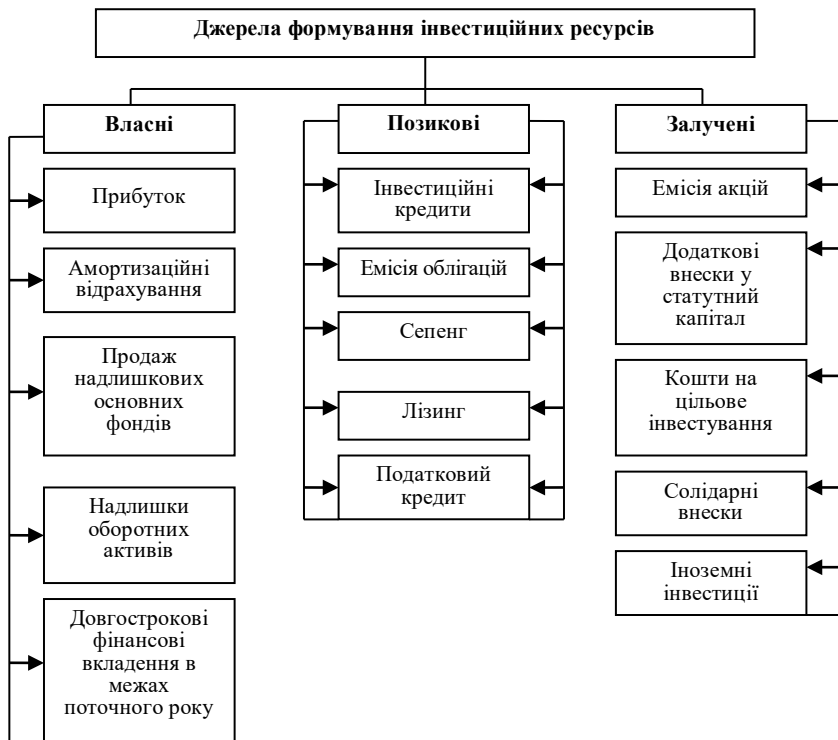 Джерела формування інвестиційних ресурсів
Власні
Прибуток
Амортизаційні
відрахування
Продаж
надлишкових
основних
фондів
Надлишки
оборотних
активів
Довгострокові
фінансові
вкладення в
межах
поточного року
Позикові
Інвестиційні
кредити
Емісія облігацій
Сепенг
Лізинг
Податковий
кредит
Залучені
Емісія акцій
Додаткові
внески у
статутний
капітал
Кошти на
цільове
інвестування
Солідарні
внески
Іноземні
інвестиції